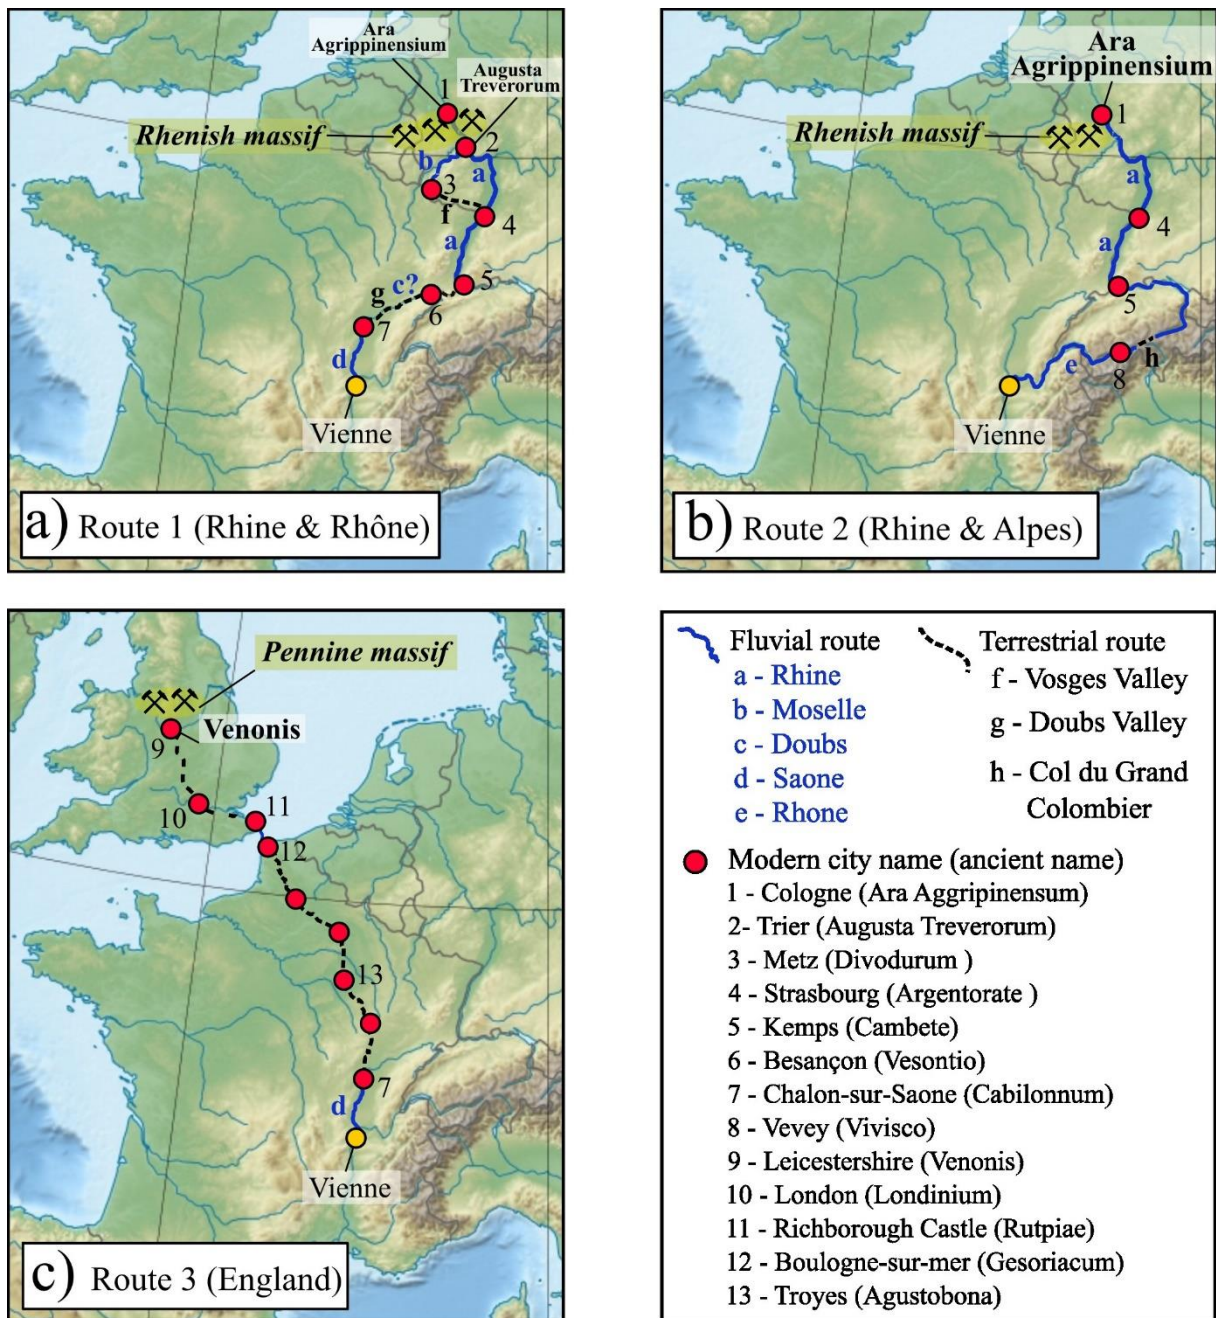 Ara
Agrippinensium
Augusta
Treverorum
1
Rhenish massif
2
b
a
3
f
4
a
c?
5
g
6
7
d
Vienne
a) Route 1 (Rhine & Rhône)
Ara
Agrippinensium
1
Rhenish massif
a
4
a
5
h
e
8
Vienne
b) Route 2 (Rhine & Alpes)
Pennine massif
Venonis
9
10
11
12
13
7
d
Vienne
c) Route 3 (England)
Fluvial route
a - Rhine
b - Moselle
c - Doubs
d - Saone
e - Rhone
Terrestrial route
f - Vosges Valley
g - Doubs Valley
h - Col du Grand
Colombier
Modern city name (ancient name)
1 - Cologne (Ara Aggripinensum)
2- Trier (Augusta Treverorum)
3 - Metz (Divodurum )
4 - Strasbourg (Argentorate )
5 - Kemps (Cambete)
6 - Besançon (Vesontio)
7 - Chalon-sur-Saone (Cabilonnum)
8 - Vevey (Vivisco)
9 - Leicestershire (Venonis)
10 - London (Londinium)
11 - Richborough Castle (Rutpiae)
12 - Boulogne-sur-mer (Gesoriacum)
13 - Troyes (Agustobona)